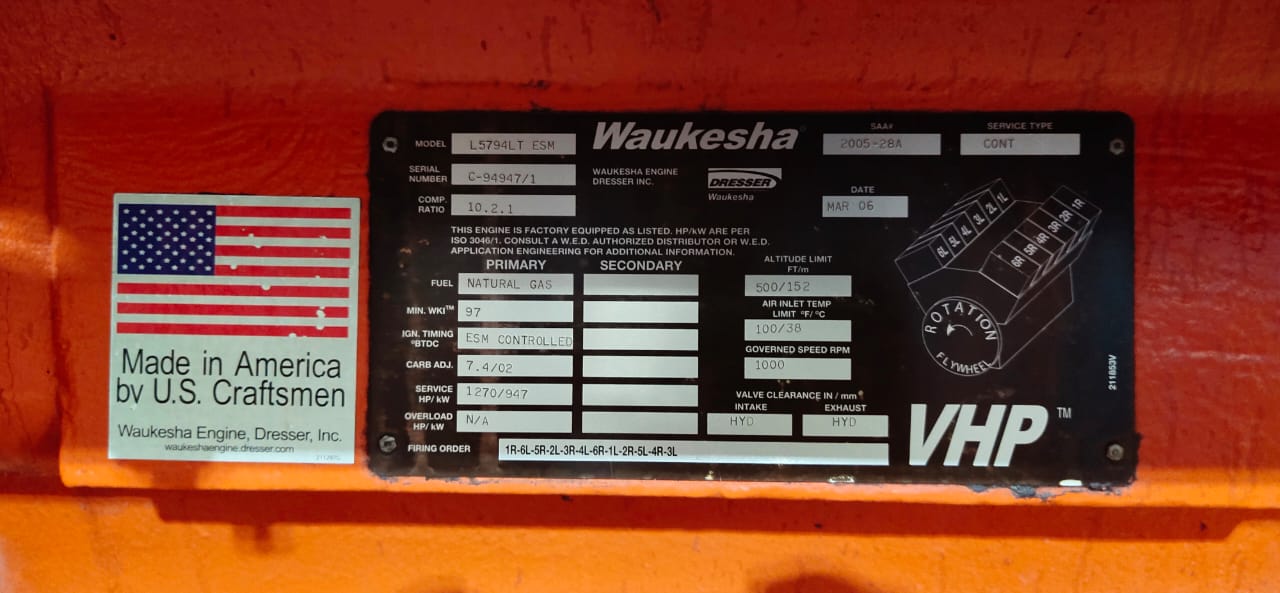 Made in America
by U.S. Craftsmen
Waukesha Engine, Dresser, Inc.
waukeshaengine.dresser.com
MODEL L5794LT ESM
Waukesha®
SAA# 2005-28A
SERVICE TYPE CONT
SERIAL NUMBER C-94947/1
WAUKESHA ENGINE
DRESSER INC.
DRESSER
Waukesha
COMP. RATIO 10.2.1
DATE MAR 06
THIS ENGINE IS FACTORY EQUIPPED AS LISTED. HP/kW ARE PER
ISO 3046/1. CONSULT A W.E.D. AUTHORIZED DISTRIBUTOR OR W.E.D.
APPLICATION ENGINEERING FOR ADDITIONAL INFORMATION.
PRIMARY SECONDARY
FUEL NATURAL GAS
MIN. WKI™ 97
IGN. TIMING °BTDC ESM CONTROLLED
CARB ADJ. 7.4/02
SERVICE HP/ kW 1270/947
OVERLOAD HP/ kW N/A
FIRING ORDER 1R-6L-5R-2L-3R-4L-6R-1L-2R-5L-4R-3L
ALTITUDE LIMIT FT/m
500/152
AIR INLET TEMP LIMIT °F/ °C
100/38
GOVERNED SPEED RPM
1000
VALVE CLEARANCE IN / mm
INTAKE EXHAUST
HYD HYD
6L 5L 4L 3L 2L 1L
6R 5R 4R 3R 2R 1R
ROTATION
FLYWHEEL
VHP™
211853V